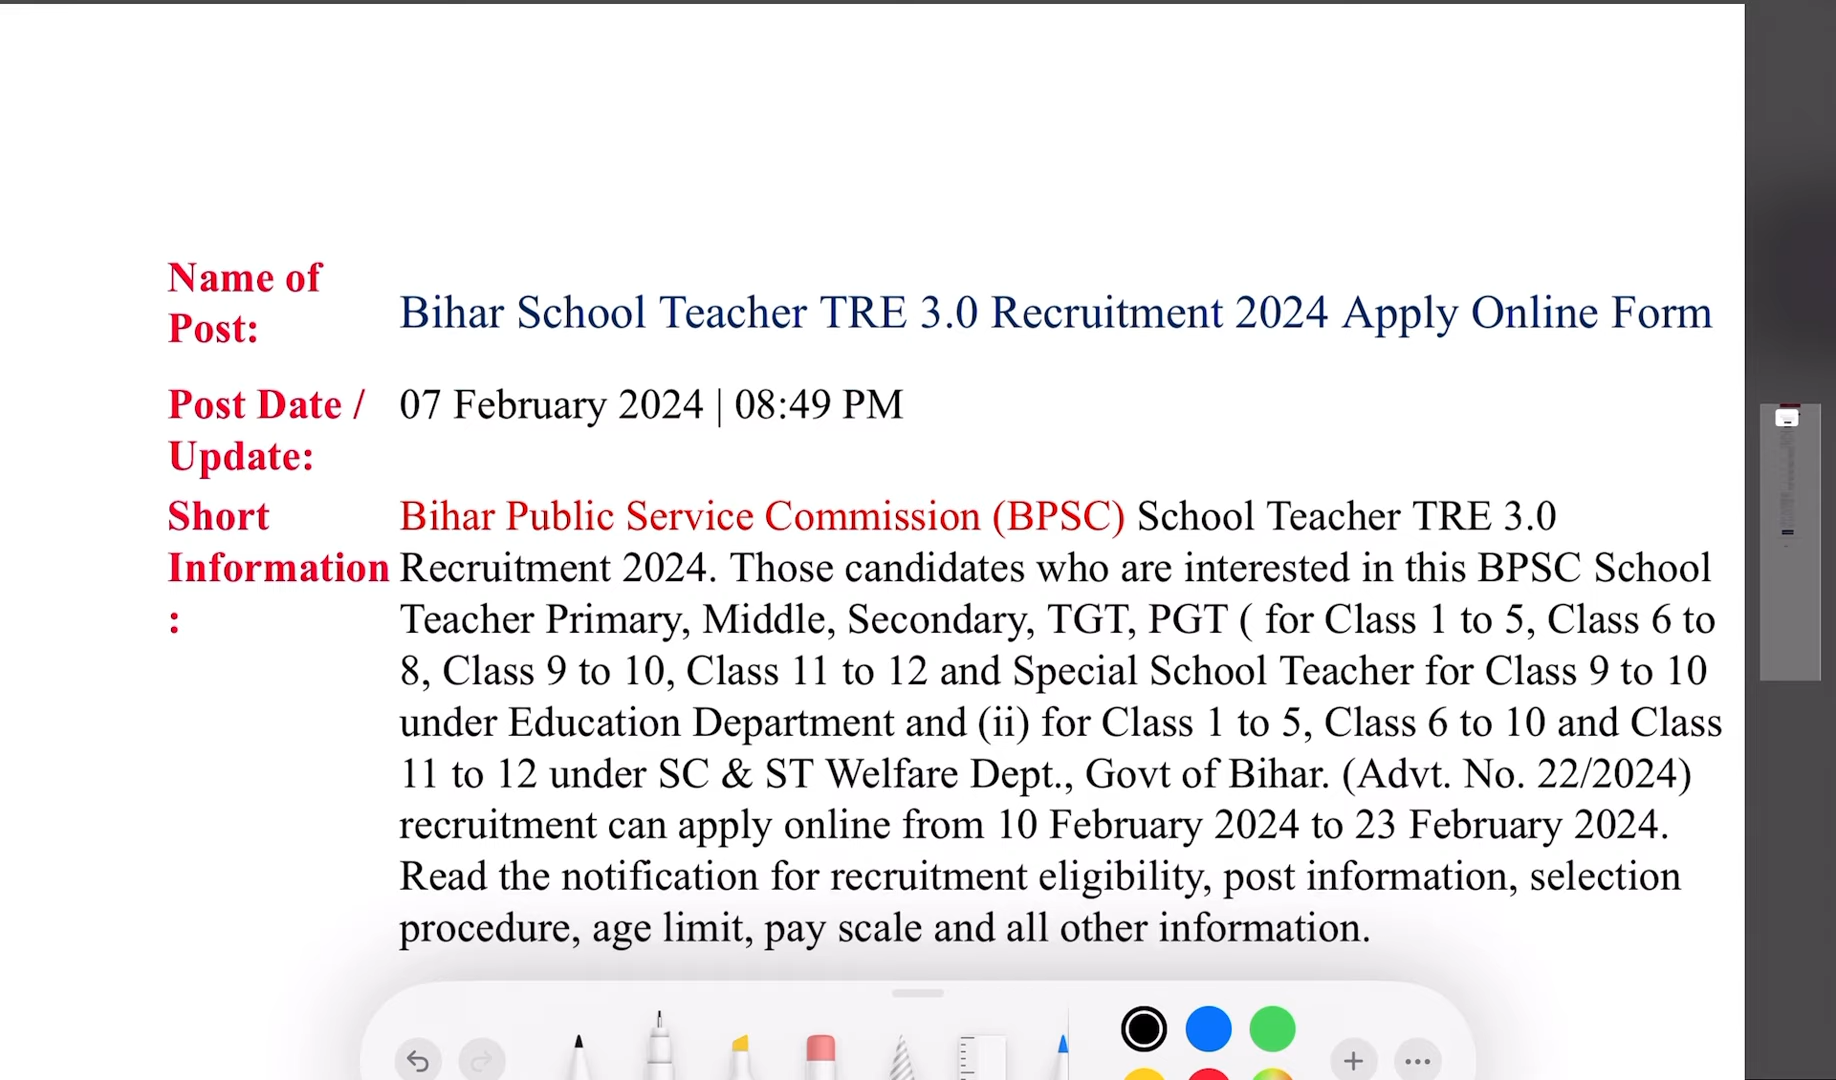 Name of
Post:
Bihar School Teacher TRE 3.0 Recruitment 2024 Apply Online Form
Post Date /
Update:
07 February 2024 | 08:49 PM
Short
Information
:
Bihar Public Service Commission (BPSC) School Teacher TRE 3.0
Recruitment 2024. Those candidates who are interested in this BPSC School
Teacher Primary, Middle, Secondary, TGT, PGT ( for Class 1 to 5, Class 6 to
8, Class 9 to 10, Class 11 to 12 and Special School Teacher for Class 9 to 10
under Education Department and (ii) for Class 1 to 5, Class 6 to 10 and Class
11 to 12 under SC & ST Welfare Dept., Govt of Bihar. (Advt. No. 22/2024)
recruitment can apply online from 10 February 2024 to 23 February 2024.
Read the notification for recruitment eligibility, post information, selection
procedure, age limit, pay scale and all other information.